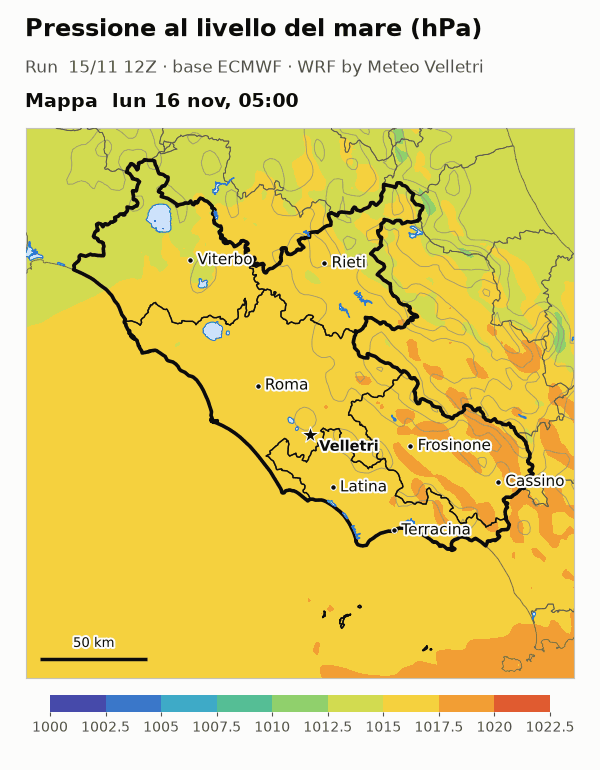 Pressione al livello del mare (hPa)
Run  15/11 12Z · base ECMWF · WRF by Meteo Velletri
Mappa  lun 16 nov, 05:00
Viterbo
Rieti
Roma
Velletri
Frosinone
Latina
Cassino
Terracina
50 km
1000 1002.5 1005 1007.5 1010 1012.5 1015 1017.5 1020 1022.5